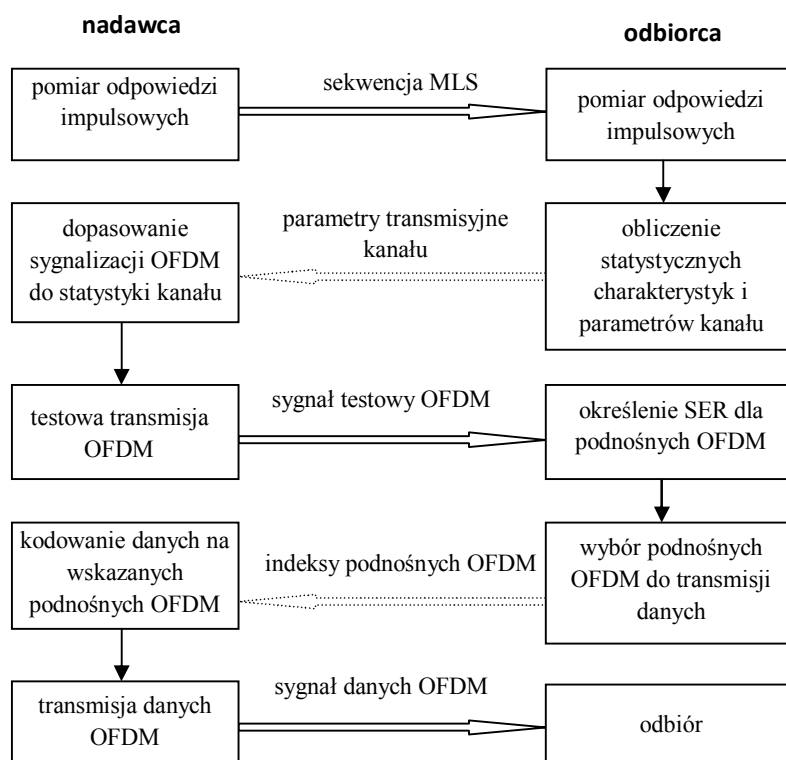 nadawca
odbiorca
pomiar odpowiedzi
impulsowych
sekwencja MLS
pomiar odpowiedzi
impulsowych
dopasowanie
sygnalizacji OFDM
do statystyki kanału
parametry transmisyjne
kanału
obliczenie
statystycznych
charakterystyk i
parametrów kanału
testowa transmisja
OFDM
sygnał testowy OFDM
określenie SER dla
podnośnych OFDM
kodowanie danych na
wskazanych
podnośnych OFDM
indeksy podnośnych OFDM
wybór podnośnych
OFDM do transmisji
danych
transmisja danych
OFDM
sygnał danych OFDM
odbiór